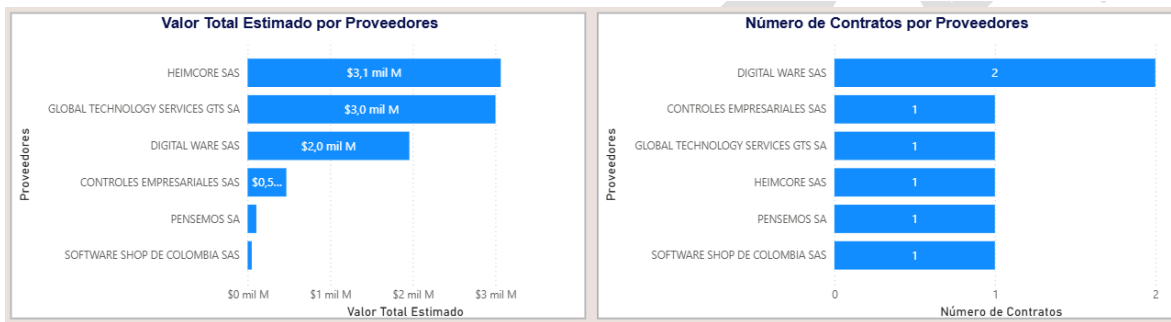 Valor Total Estimado por Proveedores
Proveedores
HEIMCORE SAS $3,1 mil M
GLOBAL TECHNOLOGY SERVICES GTS SA $3,0 mil M
DIGITAL WARE SAS $2,0 mil M
CONTROLES EMPRESARIALES SAS $0,5...
PENSEMOS SA
SOFTWARE SHOP DE COLOMBIA SAS
$0 mil M $1 mil M $2 mil M $3 mil M
Valor Total Estimado
Número de Contratos por Proveedores
Proveedores
DIGITAL WARE SAS 2
CONTROLES EMPRESARIALES SAS 1
GLOBAL TECHNOLOGY SERVICES GTS SA 1
HEIMCORE SAS 1
PENSEMOS SA 1
SOFTWARE SHOP DE COLOMBIA SAS 1
0 1 2
Número de Contratos